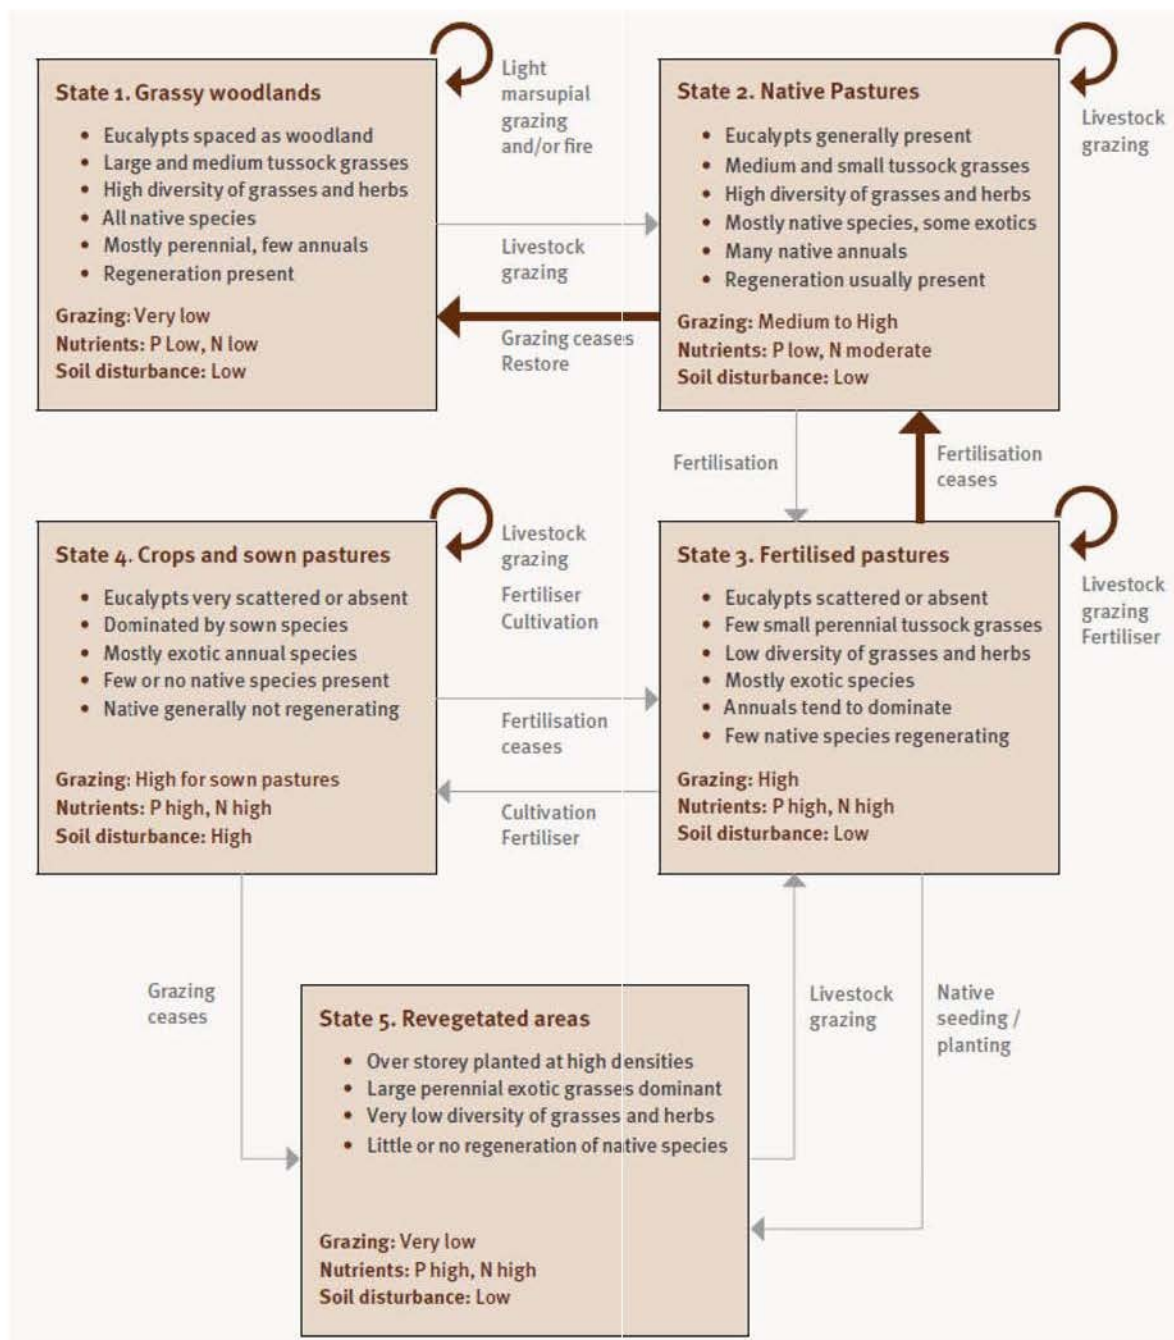 State 1. Grassy woodlands
• Eucalypts spaced as woodland
• Large and medium tussock grasses
• High diversity of grasses and herbs
• All native species
• Mostly perennial, few annuals
• Regeneration present
Grazing: Very low
Nutrients: P Low, N low
Soil disturbance: Low
Light
marsupial
grazing
and/or fire
Livestock
grazing
Grazing ceases
Restore
State 2. Native Pastures
• Eucalypts generally present
• Medium and small tussock grasses
• High diversity of grasses and herbs
• Mostly native species, some exotics
• Many native annuals
• Regeneration usually present
Grazing: Medium to High
Nutrients: P low, N moderate
Soil disturbance: Low
Livestock
grazing
Fertilisation
Fertilisation
ceases
State 4. Crops and sown pastures
• Eucalypts very scattered or absent
• Dominated by sown species
• Mostly exotic annual species
• Few or no native species present
• Native generally not regenerating
Grazing: High for sown pastures
Nutrients: P high, N high
Soil disturbance: High
Livestock
grazing
Fertiliser
Cultivation
Fertilisation
ceases
Cultivation
Fertiliser
State 3. Fertilised pastures
• Eucalypts scattered or absent
• Few small perennial tussock grasses
• Low diversity of grasses and herbs
• Mostly exotic species
• Annuals tend to dominate
• Few native species regenerating
Grazing: High
Nutrients: P high, N high
Soil disturbance: Low
Livestock
grazing
Fertiliser
Grazing
ceases
State 5. Revegetated areas
• Over storey planted at high densities
• Large perennial exotic grasses dominant
• Very low diversity of grasses and herbs
• Little or no regeneration of native species
Grazing: Very low
Nutrients: P high, N high
Soil disturbance: Low
Livestock
grazing
Native
seeding /
planting